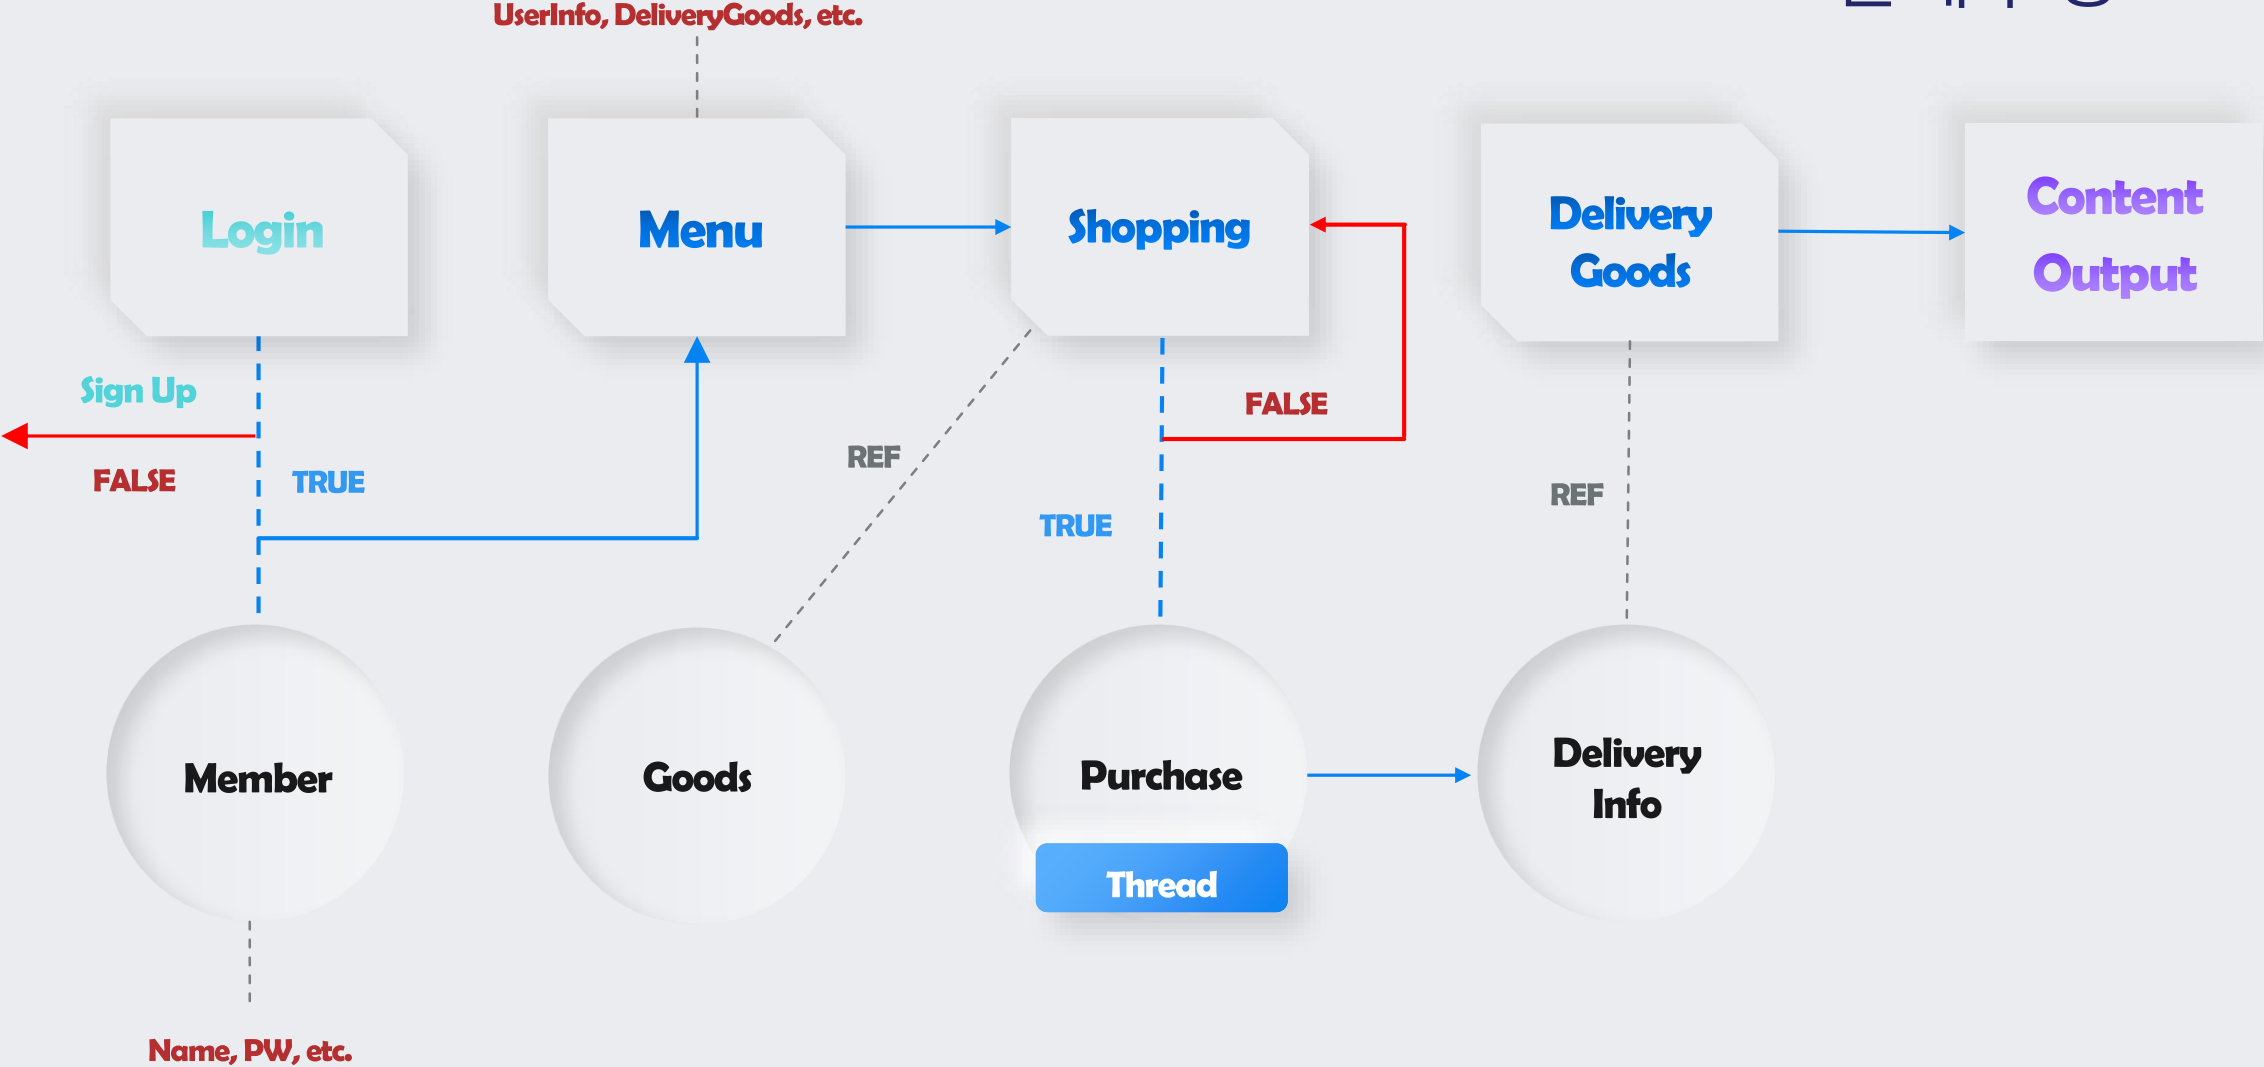 UserInfo, DeliveryGoods, etc.
Login
Menu
Shopping
Delivery
Goods
Content
Output
Sign Up
FALSE
TRUE
REF
FALSE
TRUE
REF
Member
Goods
Purchase
Thread
Delivery
Info
Name, PW, etc.